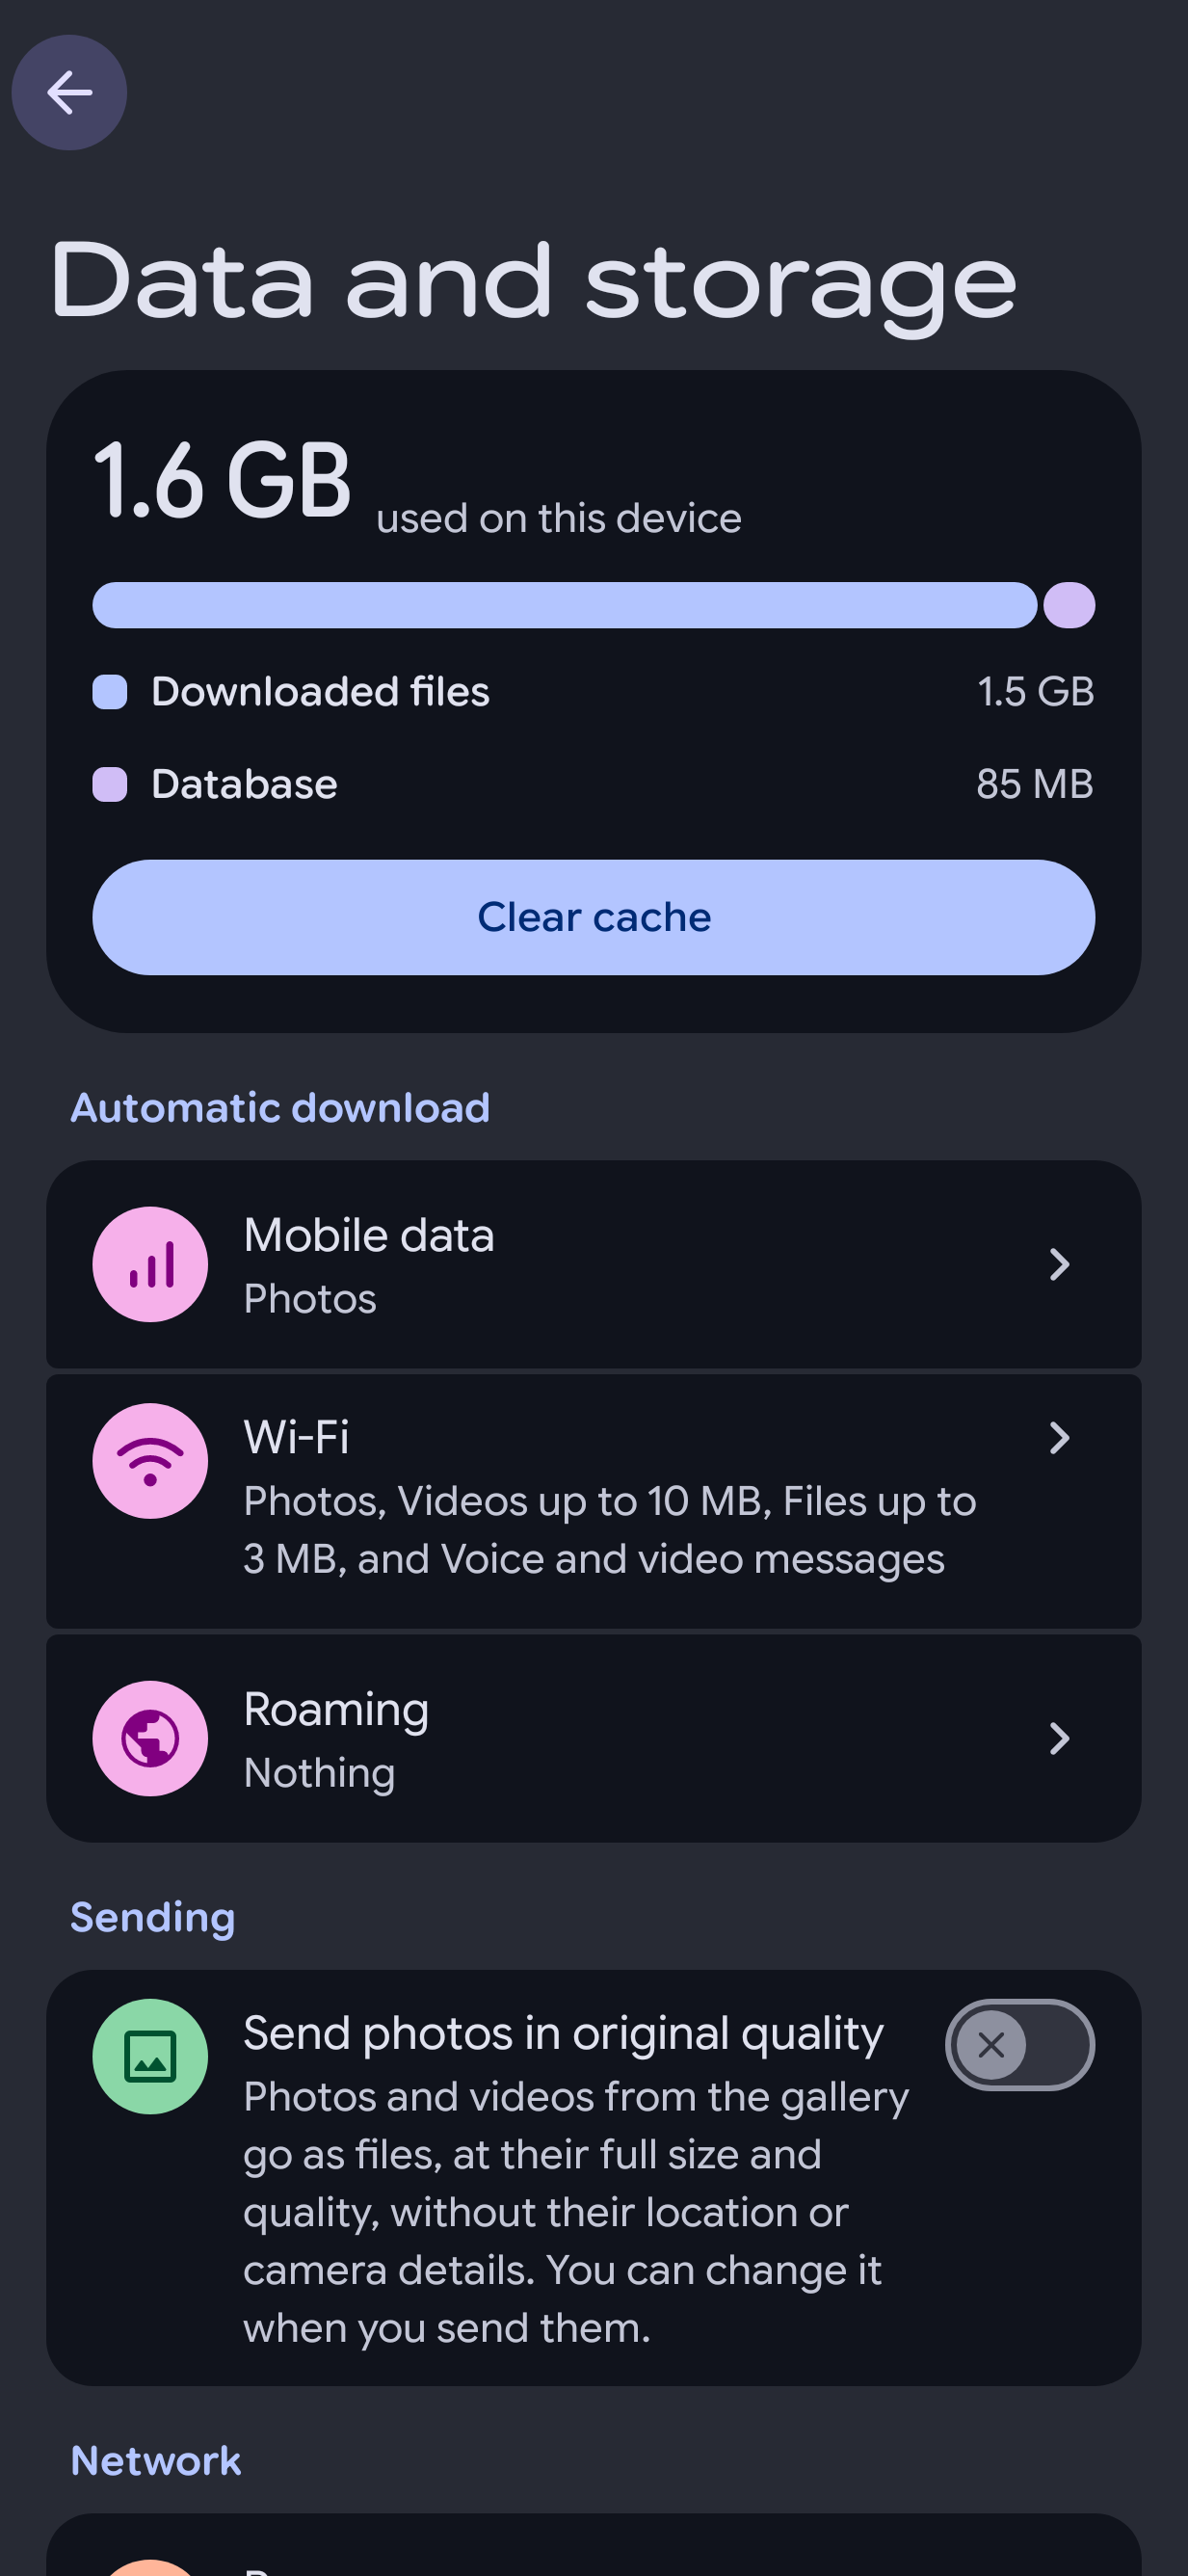 Data and storage
1.6 GB used on this device
Downloaded files 1.5 GB
Database 85 MB
Clear cache
Automatic download
Mobile data
Photos
Wi-Fi
Photos, Videos up to 10 MB, Files up to
3 MB, and Voice and video messages
Roaming
Nothing
Sending
Send photos in original quality
Photos and videos from the gallery
go as files, at their full size and
quality, without their location or
camera details. You can change it
when you send them.
Network